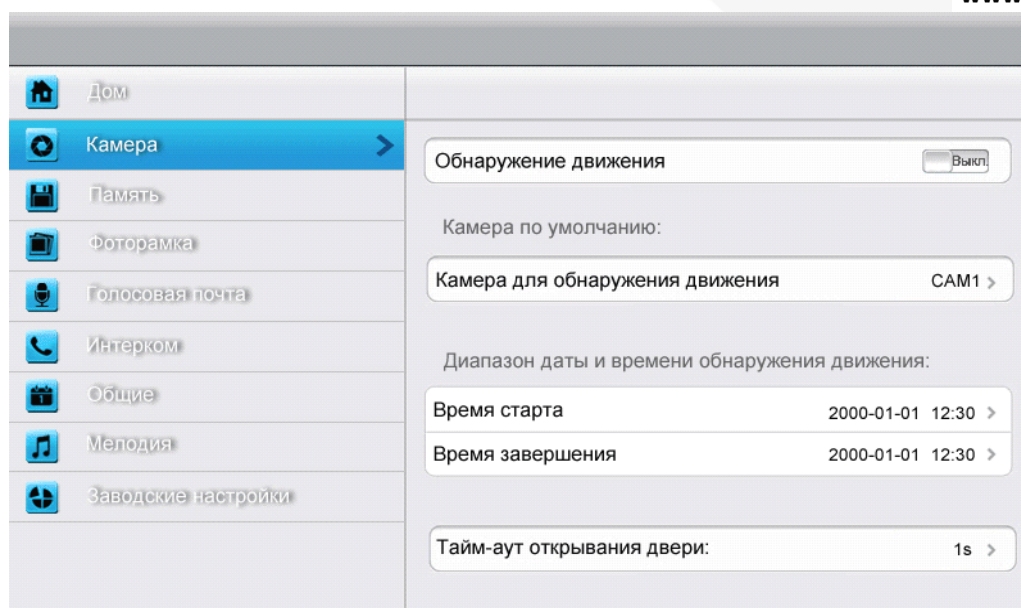 Дом
Камера
Память
Фоторамка
Голосовая почта
Интерком
Общие
Мелодия
Заводские настройки
Обнаружение движения Выкл.
Камера по умолчанию:
Камера для обнаружения движения CAM1
Диапазон даты и времени обнаружения движения:
Время старта 2000-01-01 12:30
Время завершения 2000-01-01 12:30
Тайм-аут открывания двери: 1s